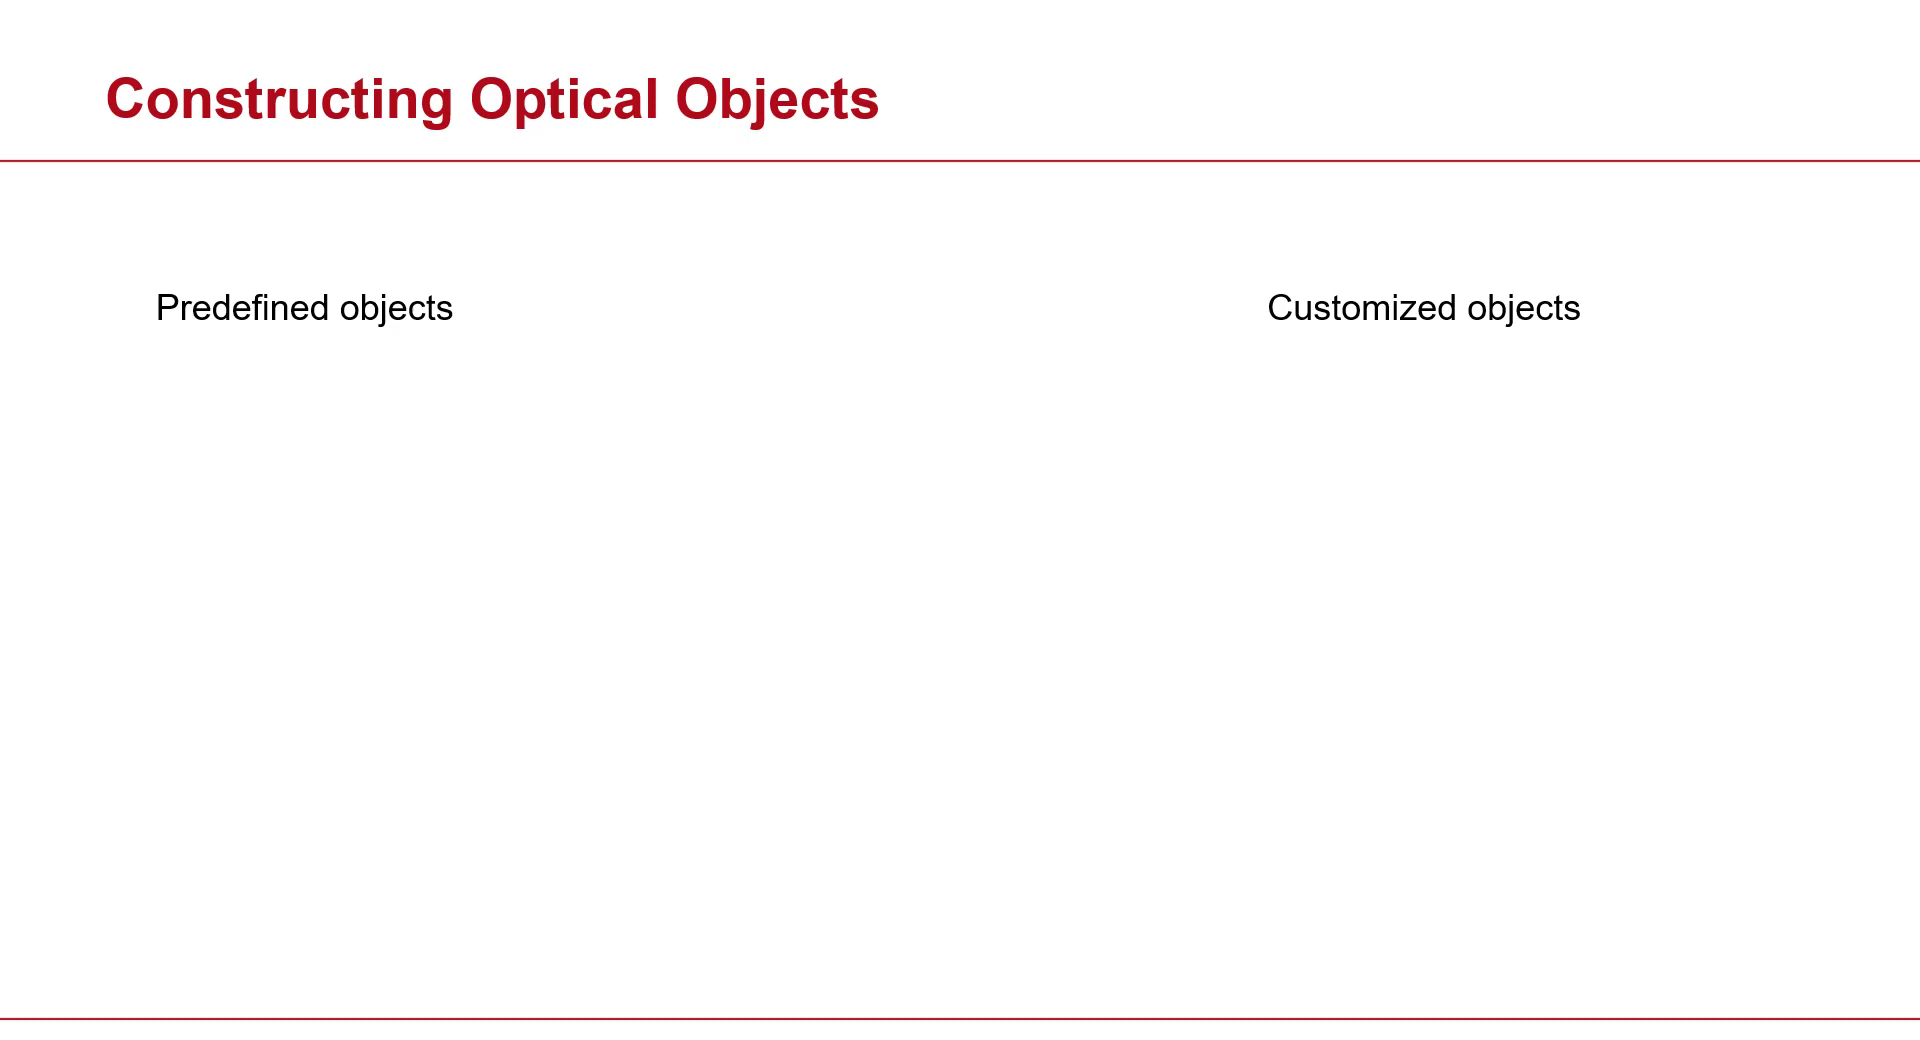 Constructing Optical Objects
Predefined objects
Customized objects